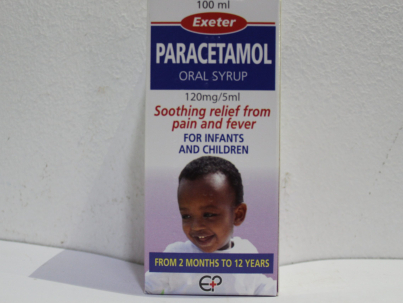 100 ml
Exeter
PARACETAMOL
ORAL SYRUP
120mg/5ml
Soothing relief from
pain and fever
FOR INFANTS
AND CHILDREN
FROM 2 MONTHS TO 12 YEARS
EP